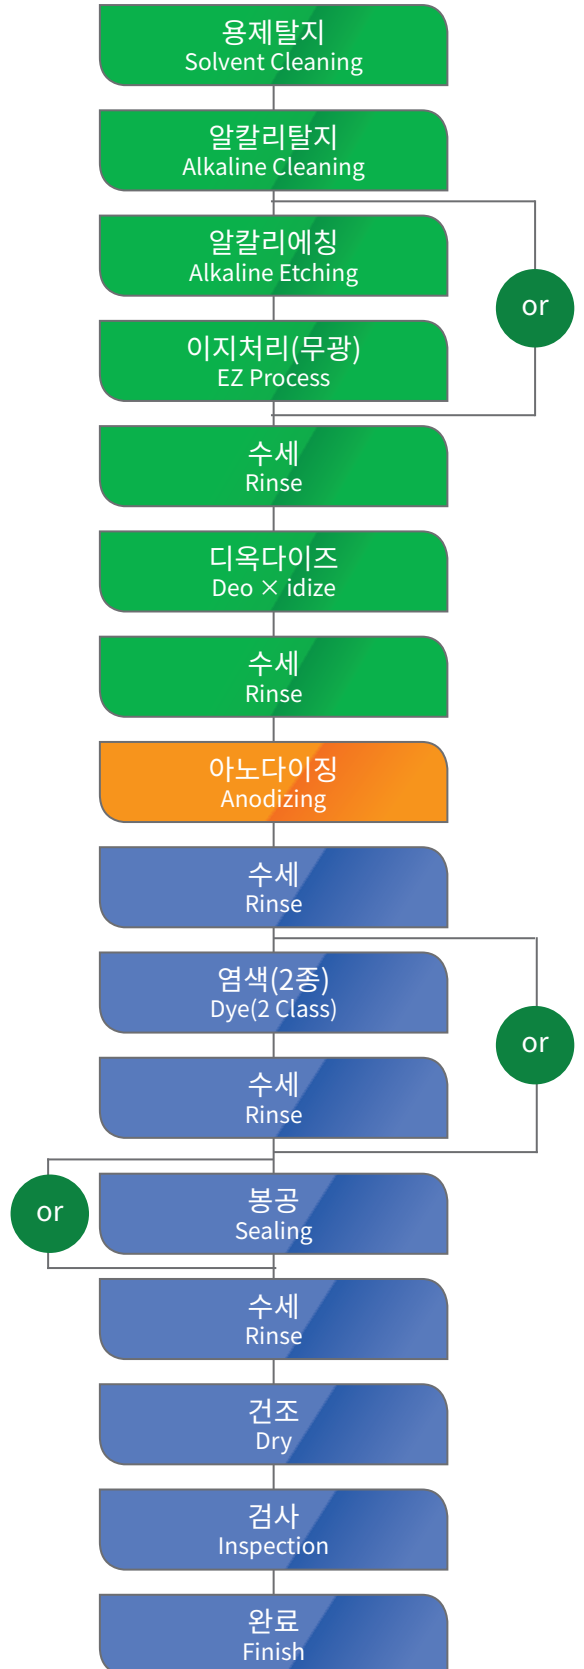 용제탈지
Solvent Cleaning
알칼리탈지
Alkaline Cleaning
알칼리에칭
Alkaline Etching
or
이지처리(무광)
EZ Process
수세
Rinse
디옥다이즈
Deo × idize
수세
Rinse
아노다이징
Anodizing
수세
Rinse
염색(2종)
Dye(2 Class)
or
수세
Rinse
or
봉공
Sealing
수세
Rinse
건조
Dry
검사
Inspection
완료
Finish